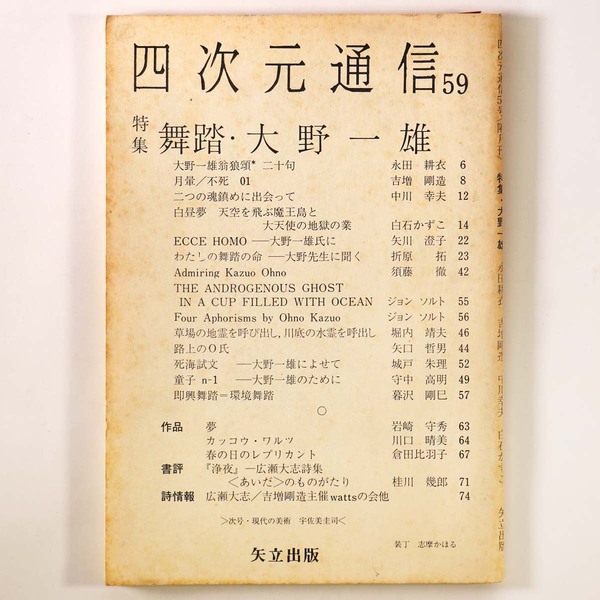 四次元通信59
特集 舞踏・大野一雄
大野一雄翁狼頌* 二十句 永田 耕衣 6
月暈／不死 01 吉増 剛造 8
二つの魂鎮めに出会って 中川 幸夫 12
白昼夢 天空を飛ぶ魔王島と
大天使の地獄の業 白石かずこ 14
ECCE HOMO ――大野一雄氏に 矢川 澄子 22
わたしの舞踏の命 ――大野先生に聞く 折原 拓 23
Admiring Kazuo Ohno 須藤 徹 42
THE ANDROGENOUS GHOST
IN A CUP FILLED WITH OCEAN ジョン ソルト 55
Four Aphorisms by Ohno Kazuo ジョン ソルト 56
草場の地霊を呼び出し,川底の水霊を呼出し 堀内 靖夫 46
路上のO氏 矢口 哲男 44
死海試文 ――大野一雄によせて 城戸 朱理 52
童子 n-1 ――大野一雄のために 守中 高明 49
即興舞踏＝環境舞踏 暮沢 剛巳 57
○
作品 夢 岩崎 守秀 63
カッコウ・ワルツ 川口 晴美 64
春の日のレプリカント 倉田比羽子 67
書評 『浄夜』―広瀬大志詩集
＜あいだ＞のものがたり 桂川 幾郎 71
詩情報 広瀬大志／吉増剛造主催wattsの会他 74
＞次号・現代の美術 宇佐美圭司＜
装丁 志摩かほる
矢立出版
特集・大野一雄
矢立出版